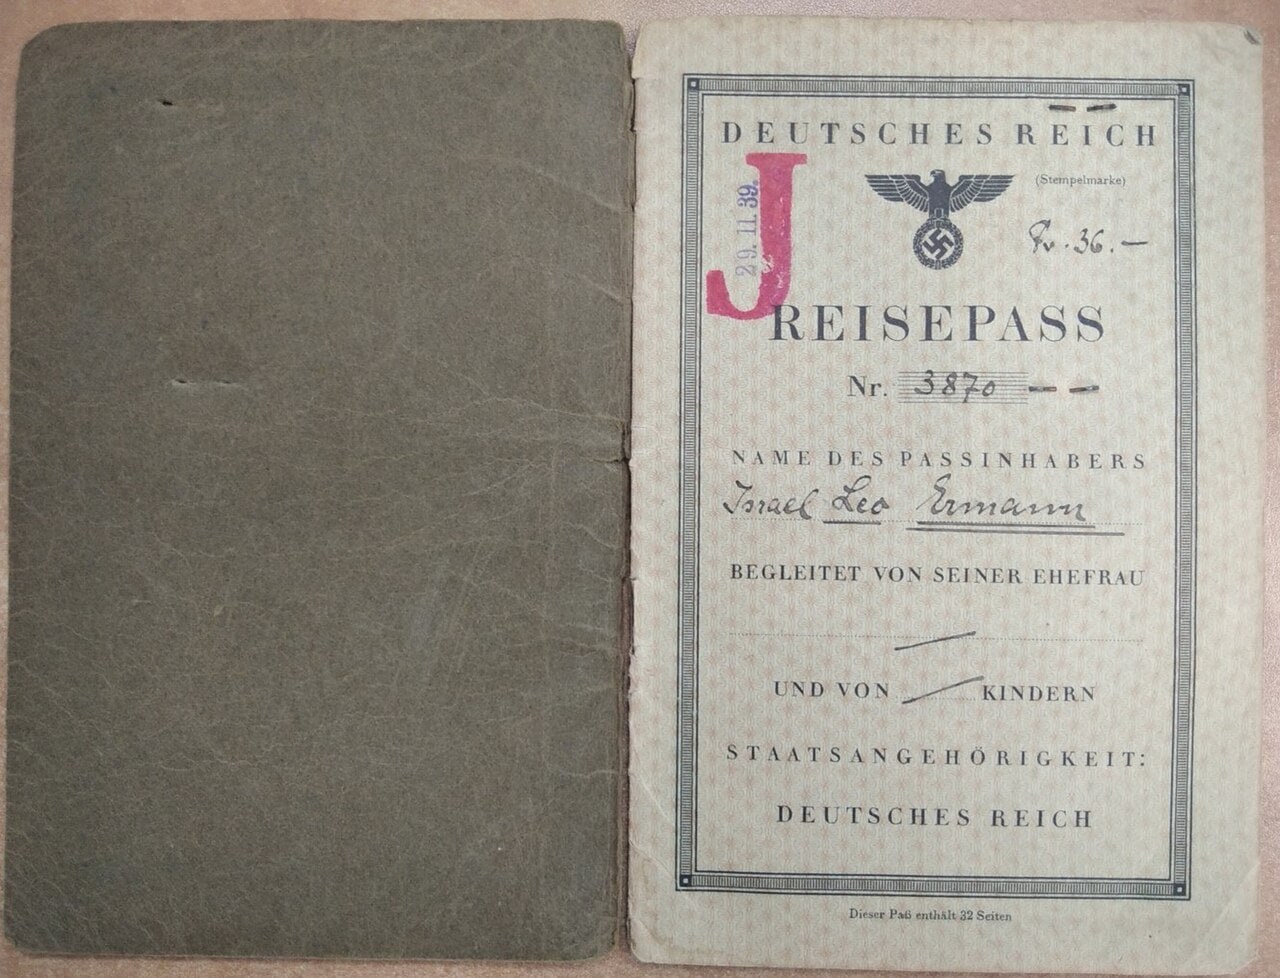 DEUTSCHES REICH
(Stempelmarke)
J
29. 11. 39.
Fr. 36.—
REISEPASS
Nr. 3870
NAME DES PASSINHABERS
Israel Leo Ermann
BEGLEITET VON SEINER EHEFRAU
UND VON KINDERN
STAATSANGEHÖRIGKEIT:
DEUTSCHES REICH
Dieser Paß enthält 32 Seiten